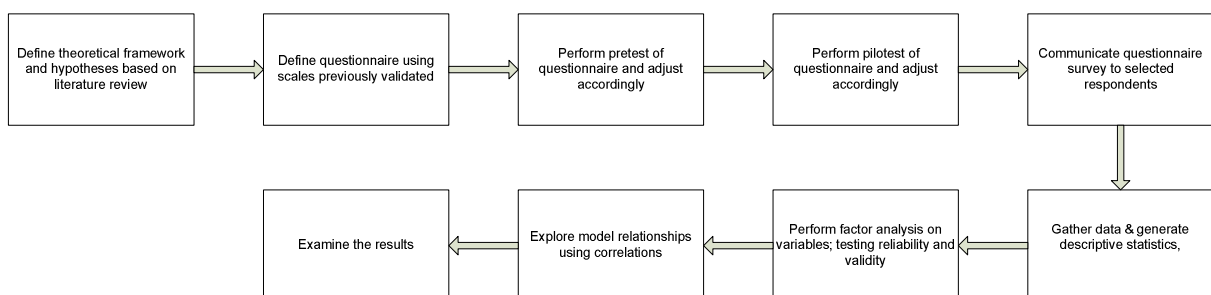 Define theoretical framework
and hypotheses based on
literature review
Define questionnaire using
scales previously validated
Perform pretest of
questionnaire and adjust
accordingly
Perform pilotest of
questionnaire and adjust
accordingly
Communicate questionnaire
survey to selected
respondents
Gather data & generate
descriptive statistics,
Perform factor analysis on
variables; testing reliability and
validity
Explore model relationships
using correlations
Examine the results